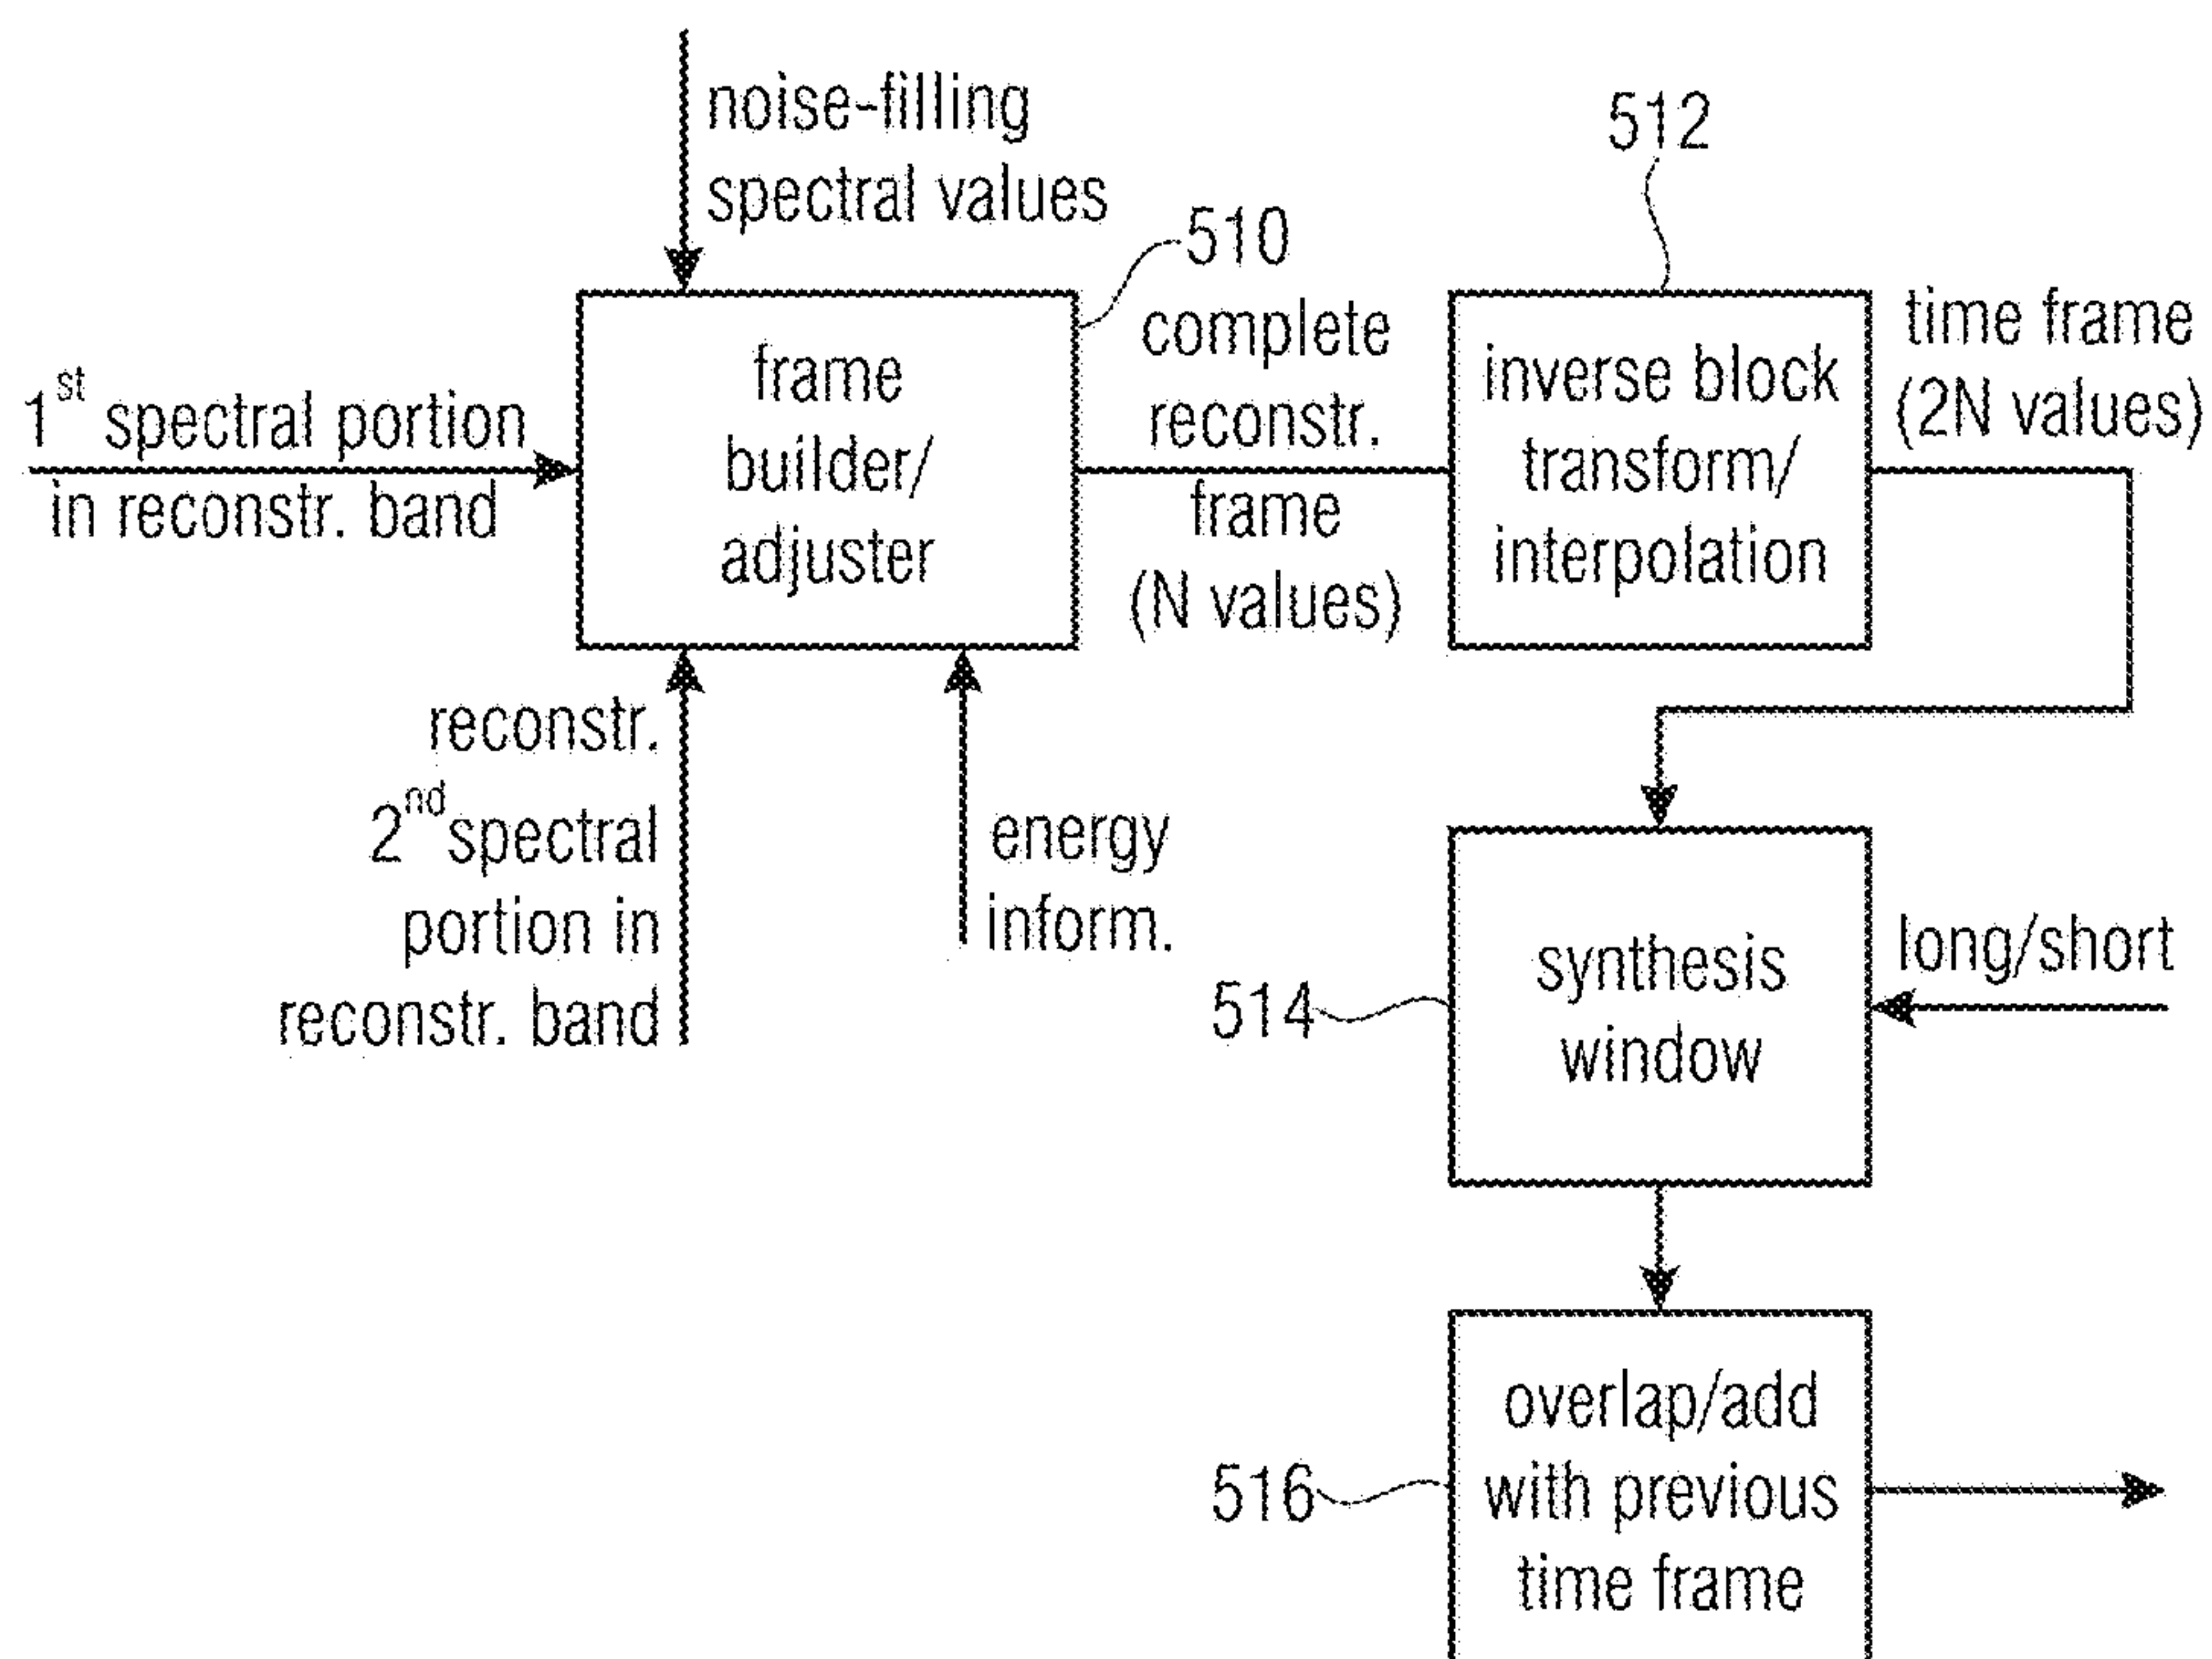 noise-filling
spectral values
510
512
1st spectral portion
in reconstr. band
frame
builder/
adjuster
complete
reconstr.
frame
(N values)
inverse block
transform/
interpolation
time frame
(2N values)
reconstr.
2nd spectral
portion in
reconstr. band
energy
inform.
514
synthesis
window
long/short
516
overlap/add
with previous
time frame